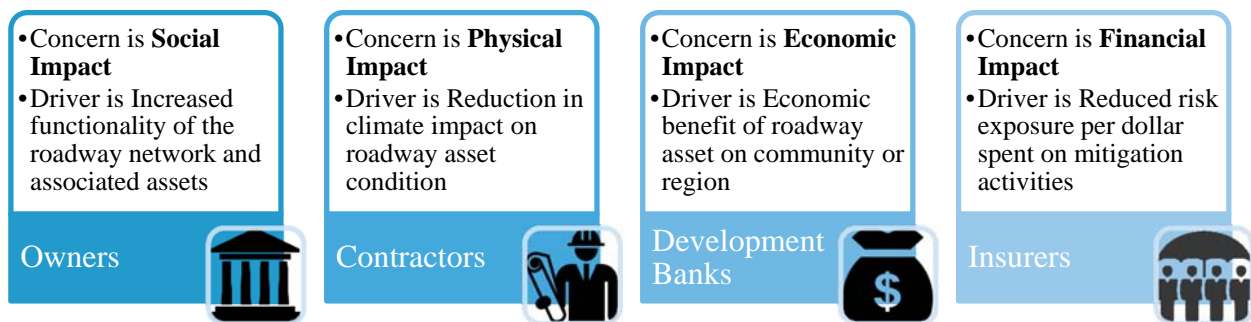 •Concern is Social
Impact
•Driver is Increased
functionality of the
roadway network and
associated assets
Owners
•Concern is Physical
Impact
•Driver is Reduction in
climate impact on
roadway asset
condition
Contractors
•Concern is Economic
Impact
•Driver is Economic
benefit of roadway
asset on community or
region
Development
Banks
$
•Concern is Financial
Impact
•Driver is Reduced risk
exposure per dollar
spent on mitigation
activities
Insurers